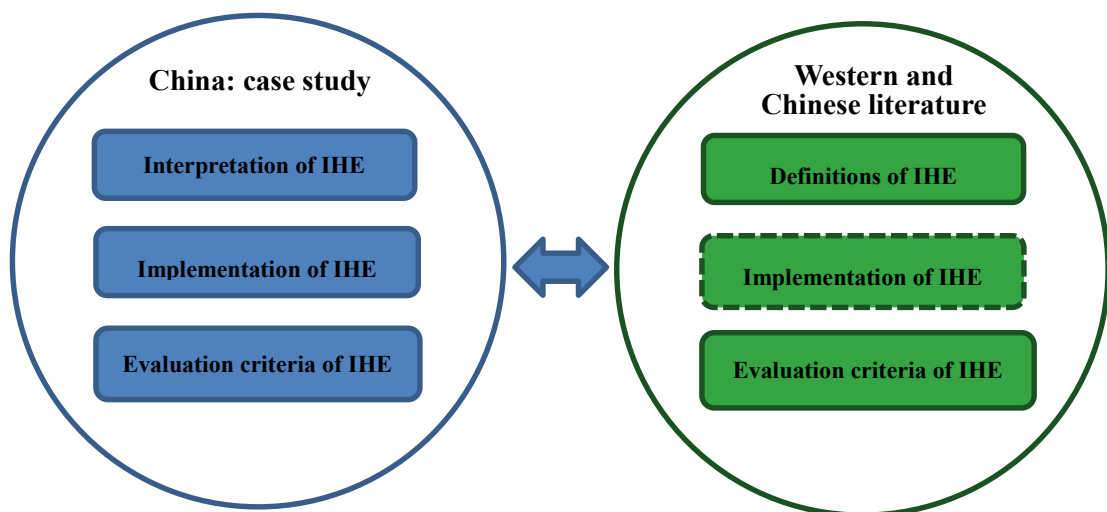 China: case study
Interpretation of IHE
Implementation of IHE
Evaluation criteria of IHE
Western and
Chinese literature
Definitions of IHE
Implementation of IHE
Evaluation criteria of IHE